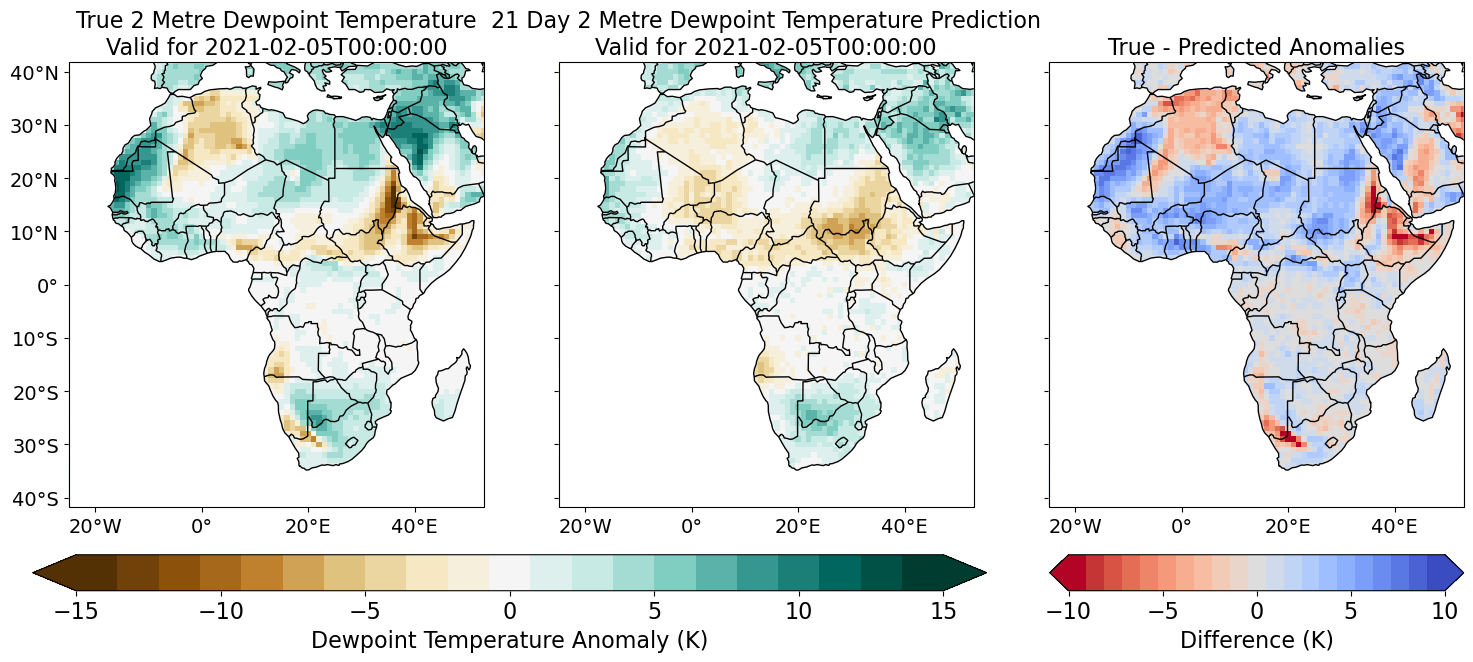 True 2 Metre Dewpoint Temperature
Valid for 2021-02-05T00:00:00
21 Day 2 Metre Dewpoint Temperature Prediction
Valid for 2021-02-05T00:00:00
True - Predicted Anomalies
40°N
30°N
20°N
10°N
0°
10°S
20°S
30°S
40°S
20°W 0° 20°E 40°E
20°W 0° 20°E 40°E
20°W 0° 20°E 40°E
−15 −10 −5 0 5 10 15
Dewpoint Temperature Anomaly (K)
−10 −5 0 5 10
Difference (K)